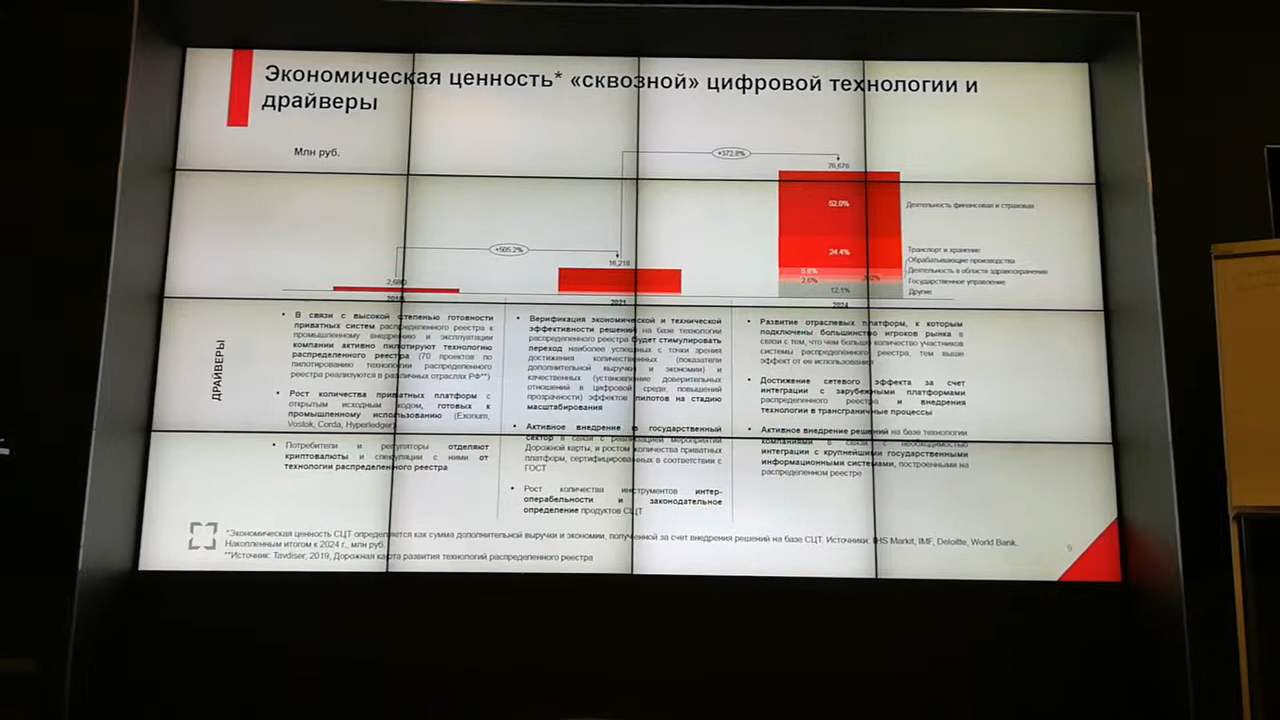 Экономическая ценность* «сквозной» цифровой технологии и
драйверы
Млн руб.
+505.2%
+372.8%
2,680
16,218
76,676
52.0%
24.4%
5.8%
2.6%
12.1%
Деятельность финансовая и страховая
Транспорт и хранение
Обрабатывающие производства
Деятельность в области здравоохранения
Государственное управление
Другие
2021
2024
ДРАЙВЕРЫ
• В связи с высокой степенью готовности
приватных систем распределенного реестра к
промышленному внедрению и эксплуатации
компании активно пилотируют технологию
распределенного реестра (70 проектов по
пилотированию технологии распределенного
реестра реализуются в различных отраслях РФ**)
• Рост количества приватных платформ с
открытым исходным кодом, готовых к
промышленному использованию (Exonum,
Vostok, Corda, Hyperledger)
• Потребители и регуляторы отделяют
криптовалюты и спекуляции с ними от
технологии распределенного реестра
• Верификация экономической и технической
эффективности решений на базе технологии
распределенного реестра будет стимулировать
переход наиболее успешных с точки зрения
достижения количественных (показатели
дополнительной выручки и экономии) и
качественных (установление доверительных
отношений в цифровой среде, повышений
прозрачности) эффектов пилотов на стадию
масштабирования
• Активное внедрение в государственный
сектор в связи с реализацией мероприятий
Дорожной карты, и ростом количества приватных
платформ, сертифицированных в соответствии с
ГОСТ
• Рост количества инструментов интер-
операбельности и законодательное
определение продуктов СЦТ
• Развитие отраслевых платформ, к которым
подключены большинство игроков рынка в
связи с тем, что чем больше количество участников
системы распределённого реестра, тем выше
эффект от ее использования
• Достижение сетевого эффекта за счет
интеграции с зарубежными платформами
распределенного реестра и внедрения
технологии в трансграничные процессы
• Активное внедрение решений на базе технологии
компаниями в связи с необходимостью
интеграции с крупнейшими государственными
информационными системами, построенными на
распределенном реестре
*Экономическая ценность СЦТ определяется как сумма дополнительной выручки и экономии, полученной за счет внедрения решений на базе СЦТ. Источники: IHS Markit, IMF, Deloitte, World Bank.
Накопленным итогом к 2024 г., млн руб.
**Источник: Tavdiser, 2019, Дорожная карта развития технологий распределенного реестра
9